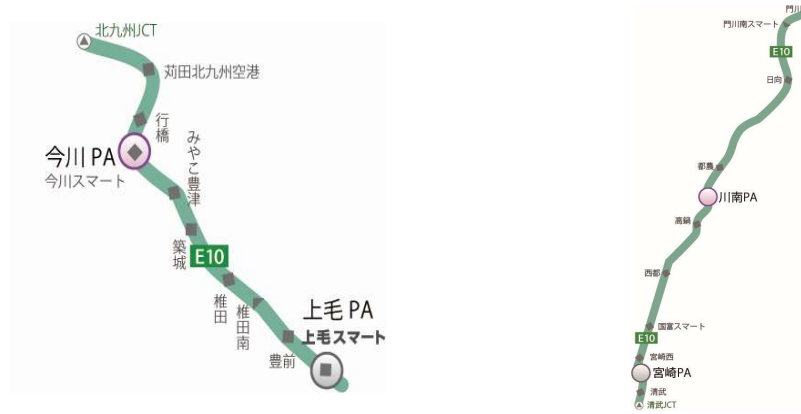 北九州JCT
苅田北九州空港
行橋
今川 PA
今川スマート
みやこ豊津
築城
E10
椎田
椎田南
上毛 PA
上毛スマート
豊前
門川南スマート
E10
日向
都農
川南PA
高鍋
西都
国富スマート
E10
宮崎西
宮崎PA
清武
清武JCT